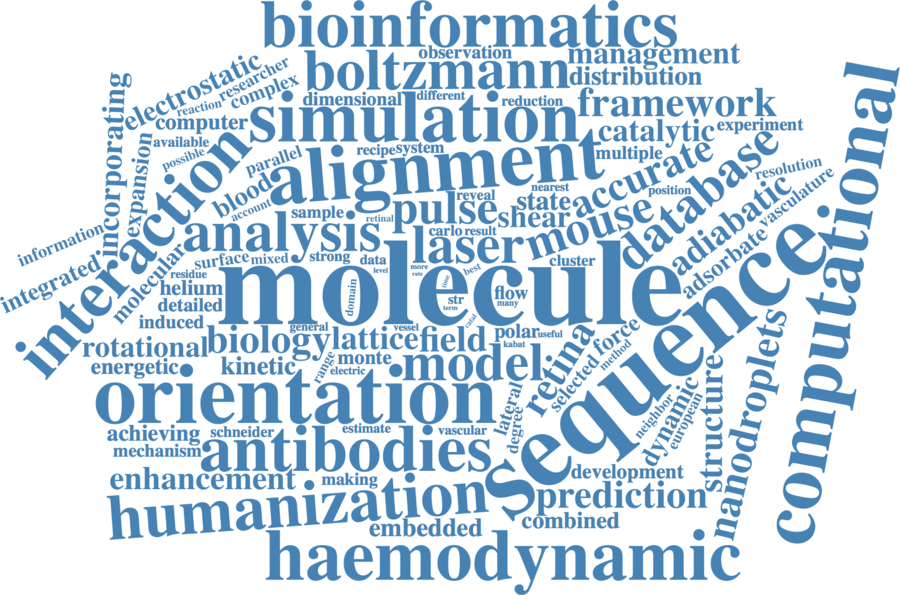 bioinformatics
observation
management
boltzmann
distribution
electrostatic
researcher
reaction
complex
incorporating
dimensional
different
reduction
framework
computer
simulation
catalytic
experiment
available
possible
expansion
interaction
parallel
recipe
system
multiple
alignment
accurate
database
computational
resolution
blood
account
nearest
state
position
reveal
pulse
shear
mouse
adiabatic
vasculature
sample
retinal
carlo
result
information
analysis
laser
adsorbate
integrated
molecular
surface
mixed
strong
data
level
more
rate
best
time
cluster
residue
helium
detailed
molecule
domain
str
term
flow
many
catal
sequence
induced
general
vessel
polar
useful
kabat
rotational
biology
lattice
field
retina
selected
force
method
energetic
kinetic
range
monte
electric
model
nanodroplets
orientation
lateral
degree
structure
dynamic
neighbor
european
achieving
schneider
estimate
vascular
mechanism
antibodies
enhancement
making
development
humanization
prediction
embedded
combined
haemodynamic